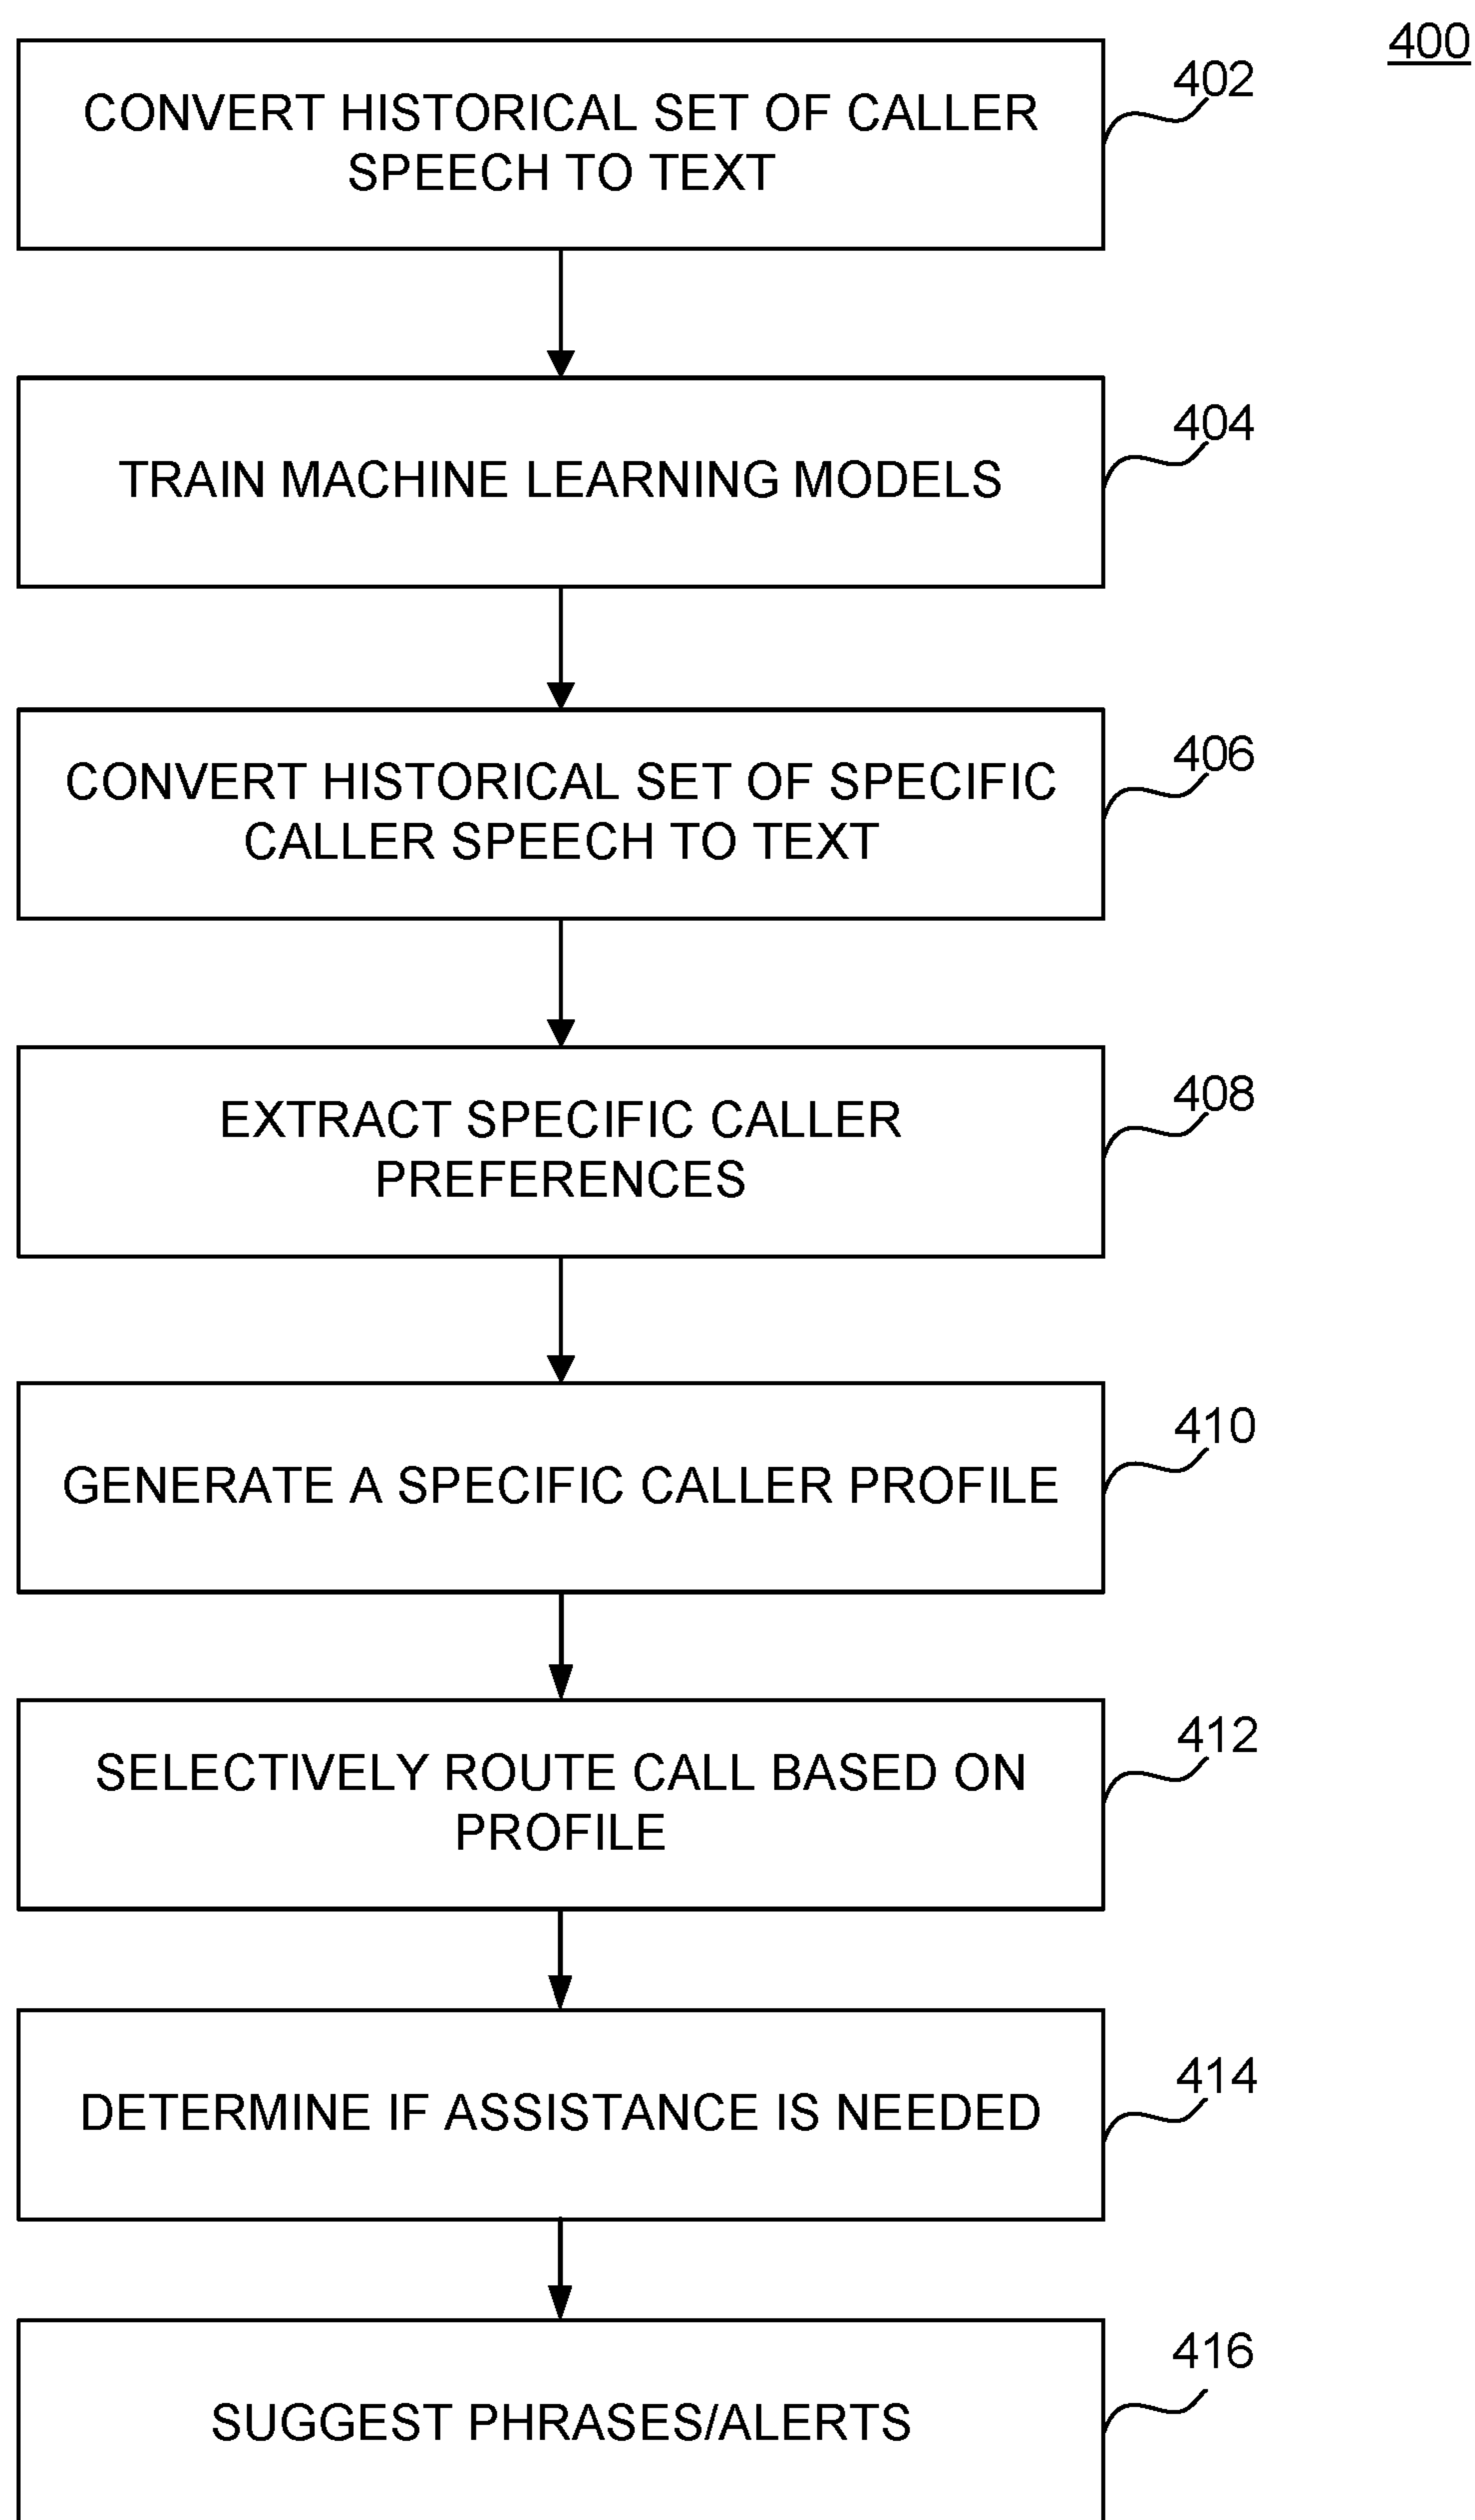 400
402
CONVERT HISTORICAL SET OF CALLER
SPEECH TO TEXT
404
TRAIN MACHINE LEARNING MODELS
406
CONVERT HISTORICAL SET OF SPECIFIC
CALLER SPEECH TO TEXT
408
EXTRACT SPECIFIC CALLER
PREFERENCES
410
GENERATE A SPECIFIC CALLER PROFILE
412
SELECTIVELY ROUTE CALL BASED ON
PROFILE
414
DETERMINE IF ASSISTANCE IS NEEDED
416
SUGGEST PHRASES/ALERTS